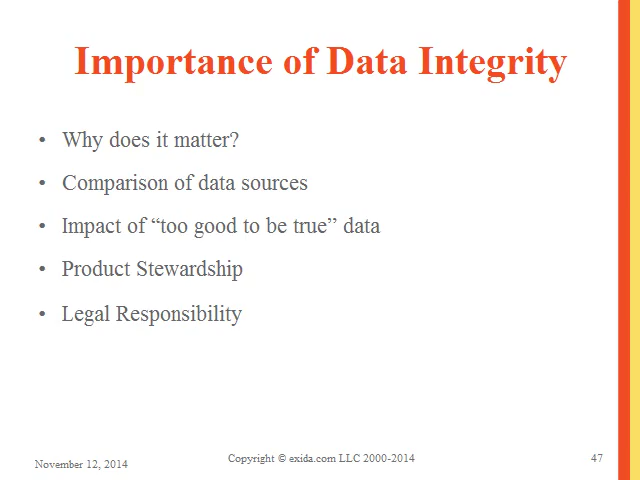 Importance of Data Integrity
• Why does it matter?
• Comparison of data sources
• Impact of “too good to be true” data
• Product Stewardship
• Legal Responsibility
November 12, 2014
Copyright © exida.com LLC 2000-2014
47